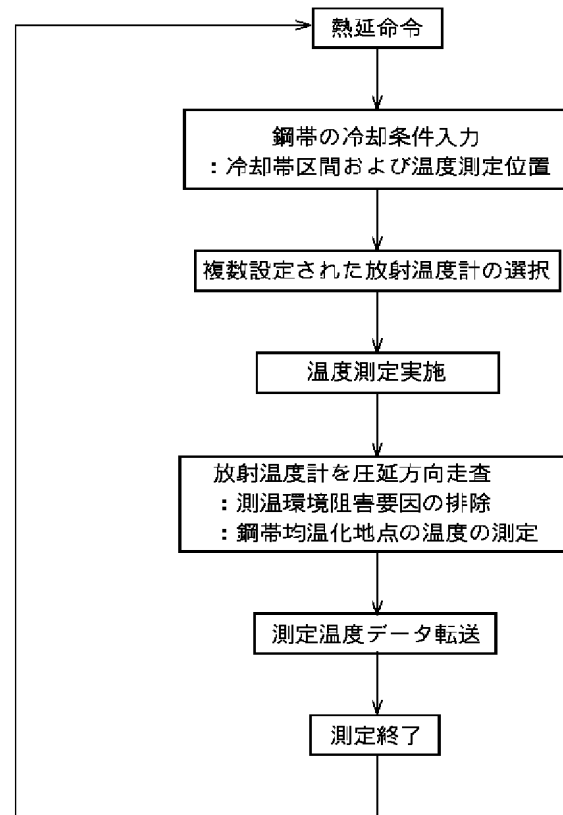 熱延命令
鋼帯の冷却条件入力
：冷却帯区間および温度測定位置
複数設定された放射温度計の選択
温度測定実施
放射温度計を圧延方向走査
：測温環境阻害要因の排除
：鋼帯均温化地点の温度の測定
測定温度データ転送
測定終了